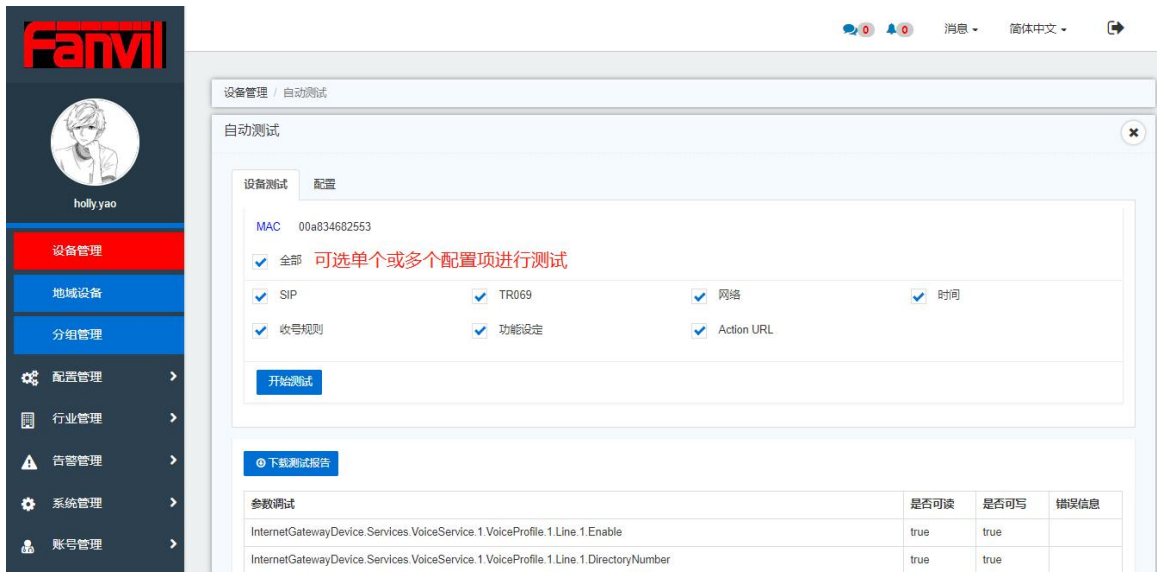 Fanvil
0 0 消息 简体中文
holly.yao
设备管理
地域设备
分组管理
配置管理
行业管理
告警管理
系统管理
账号管理
设备管理 / 自动测试
自动测试
设备测试 配置
MAC 00a834682553
全部 可选单个或多个配置项进行测试
SIP TR069 网络 时间
收号规则 功能设定 Action URL
开始测试
下载测试报告
参数调试 是否可读 是否可写 错误信息
InternetGatewayDevice.Services.VoiceService.1.VoiceProfile.1.Line.1.Enable true true
InternetGatewayDevice.Services.VoiceService.1.VoiceProfile.1.Line.1.DirectoryNumber true true